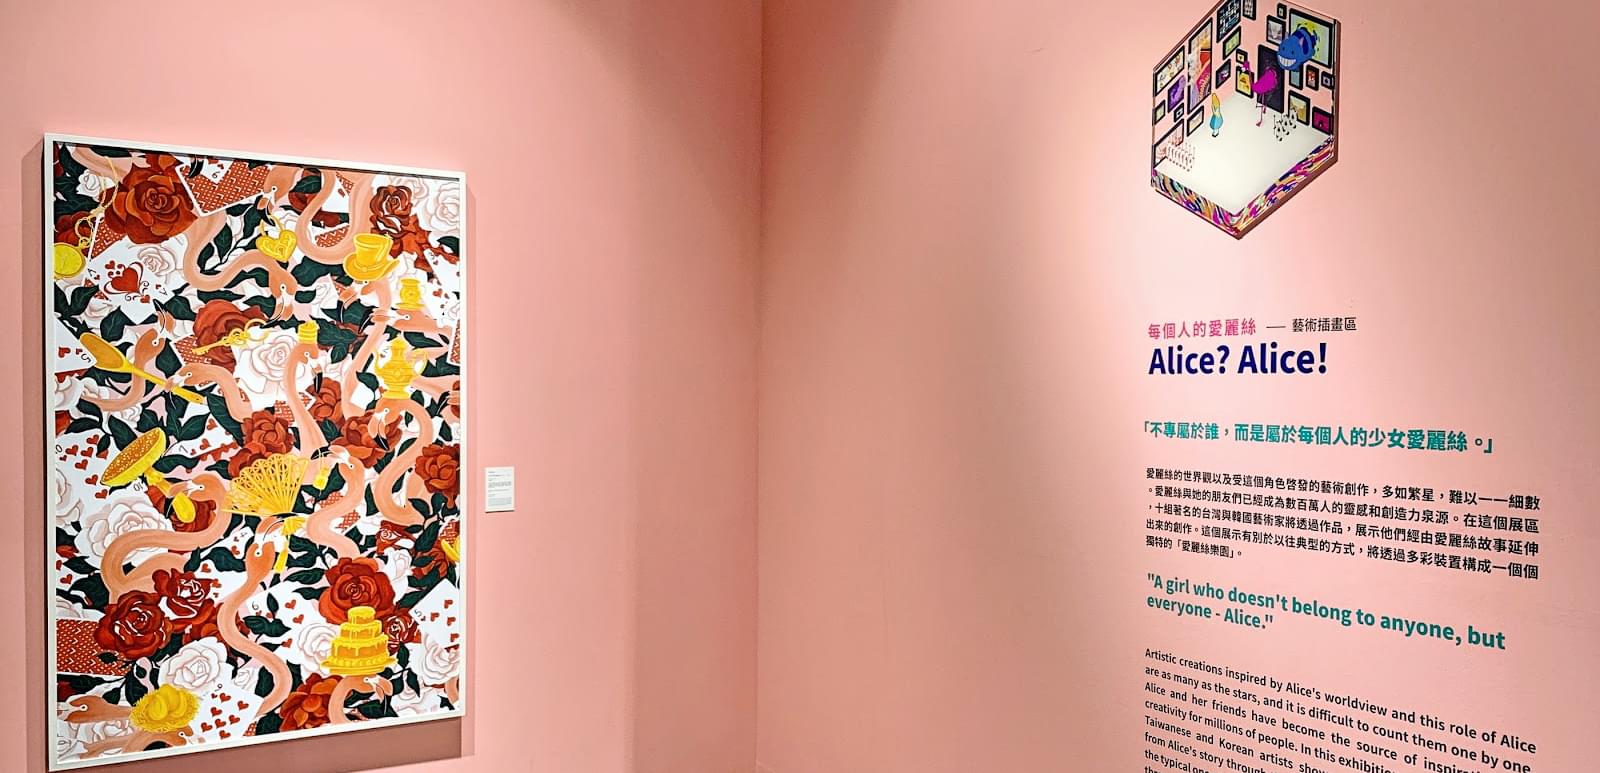 每個人的愛麗絲 — 藝術插畫區
Alice? Alice!
「不專屬於誰，而是屬於每個人的少女愛麗絲。」
愛麗絲的世界觀以及受這個角色啓發的藝術創作，多如繁星，難以一一細數
。愛麗絲與她的朋友們已經成為數百萬人的靈感和創造力泉源。在這個展區
，十組著名的台灣與韓國藝術家將透過作品，展示他們經由愛麗絲故事延伸
出來的創作。這個展示有別於以往典型的方式，將透過多彩裝置構成一個個
獨特的「愛麗絲樂園」。
"A girl who doesn't belong to anyone, but
everyone - Alice."
Artistic creations inspired by Alice's worldview and this role of Alice
are as many as the stars, and it is difficult to count them one by one
Alice and her friends have become the source of
creativity for millions of people. In this
Taiwanese and Korean artists
from Alice's story through
the typical